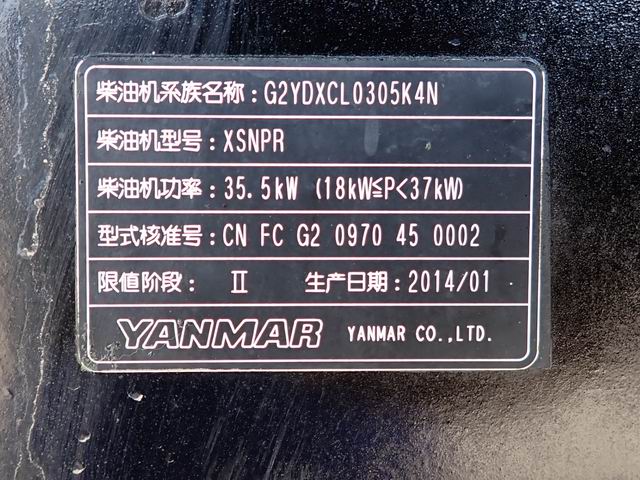 柴油机系族名称：G2YDXCL0305K4N
柴油机型号：XSNPR
柴油机功率：35.5kW (18kW≦P<37kW)
型式核准号：CN FC G2 0970 45 0002
限值阶段： Ⅱ 生产日期：2014/01
YANMAR YANMAR CO.,LTD.